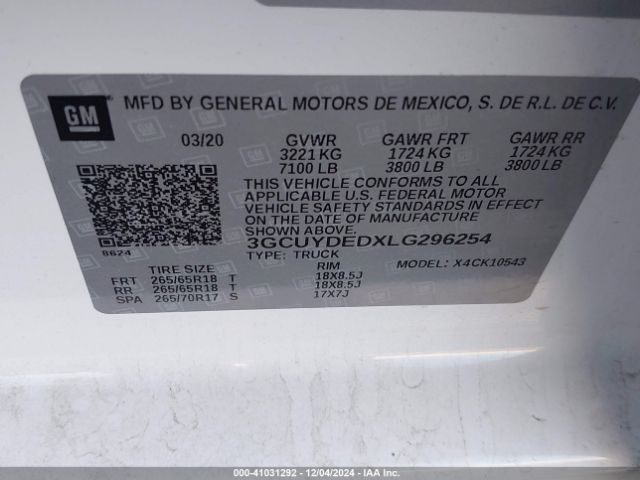 GM
MFD BY GENERAL MOTORS DE MEXICO, S. DE R.L. DE C.V.
03/20 GVWR GAWR FRT GAWR RR
3221 KG 1724 KG 1724 KG
7100 LB 3800 LB 3800 LB
THIS VEHICLE CONFORMS TO ALL
APPLICABLE U.S. FEDERAL MOTOR
VEHICLE SAFETY STANDARDS IN EFFECT
ON THE DATE OF MANUFACTURE
SHOWN ABOVE.
3GCUYDEDXLG296254
8624
TYPE: TRUCK MODEL: X4CK10543
TIRE SIZE RIM
FRT 265/65R18 T 18X8.5J
RR 265/65R18 T 18X8.5J
SPA 265/70R17 S 17X7J
000-41031292 - 12/04/2024 - IAA Inc.